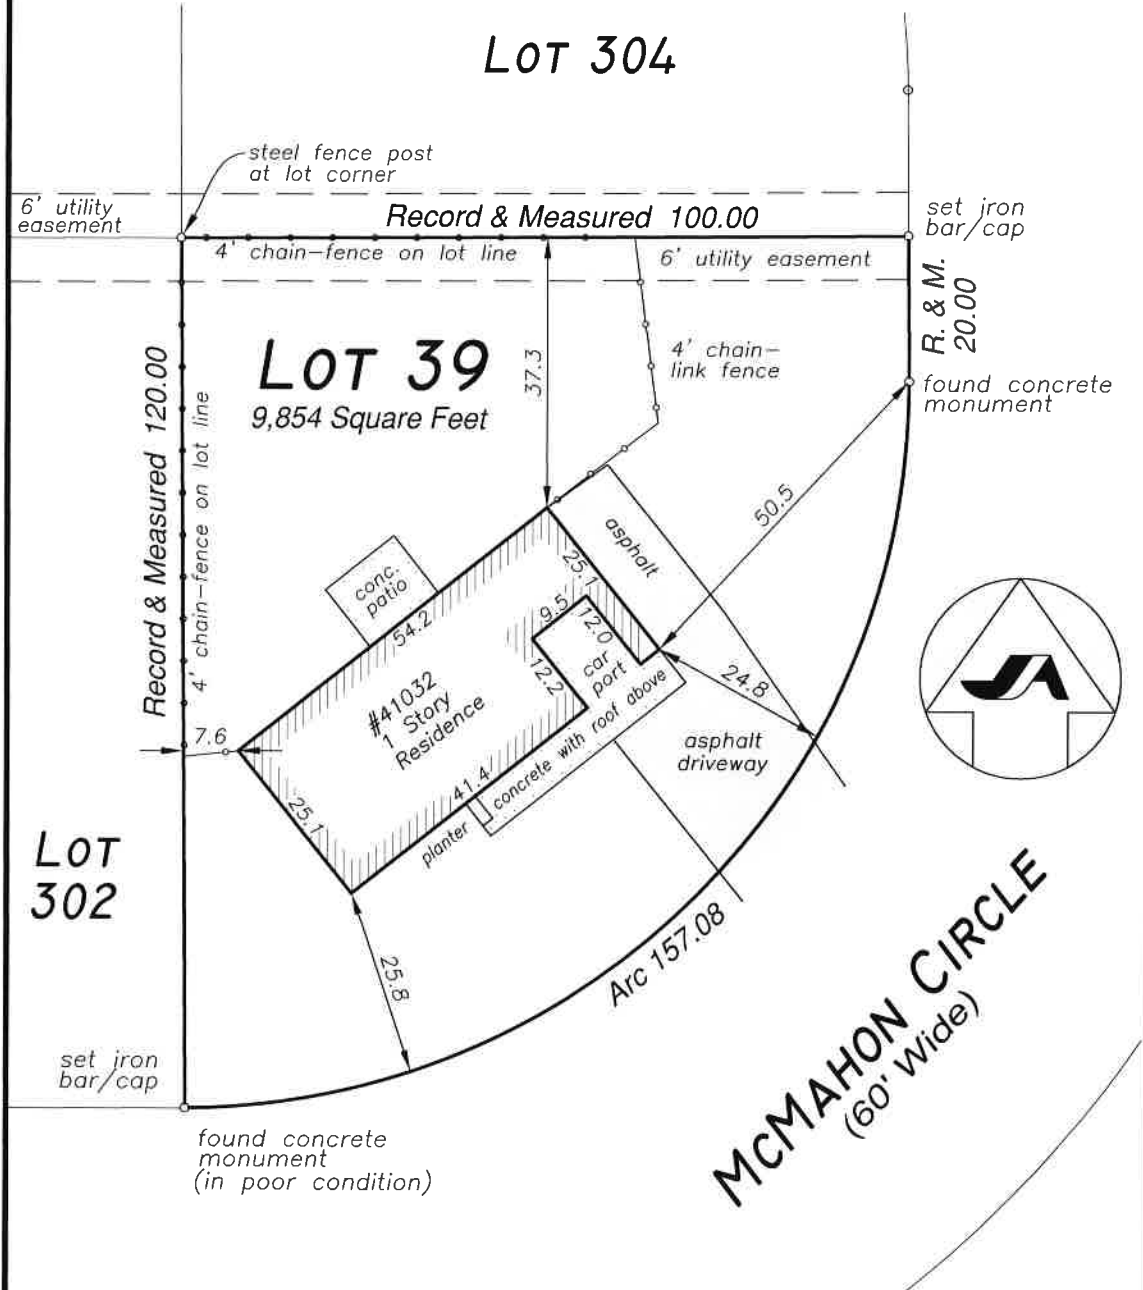 LOT 304
steel fence post
at lot corner
6' utility
easement
Record & Measured 100.00
set iron
bar/cap
4' chain-fence on lot line
6' utility easement
R. & M.
20.00
LOT 39
9,854 Square Feet
37.3
4' chain-
link fence
found concrete
monument
Record & Measured 120.00
4' chain-fence on lot line
50.5
asphalt
25.1
conc.
patio
54.2
9.5'
12.0
car
port
12.2
#41032
1 Story
Residence
24.8
7.6
concrete with roof above
asphalt
driveway
41.4'
25.1
planter
LOT
302
25.8
Arc 157.08
MCMAHON CIRCLE
(60' Wide)
set iron
bar/cap
found concrete
monument
(in poor condition)